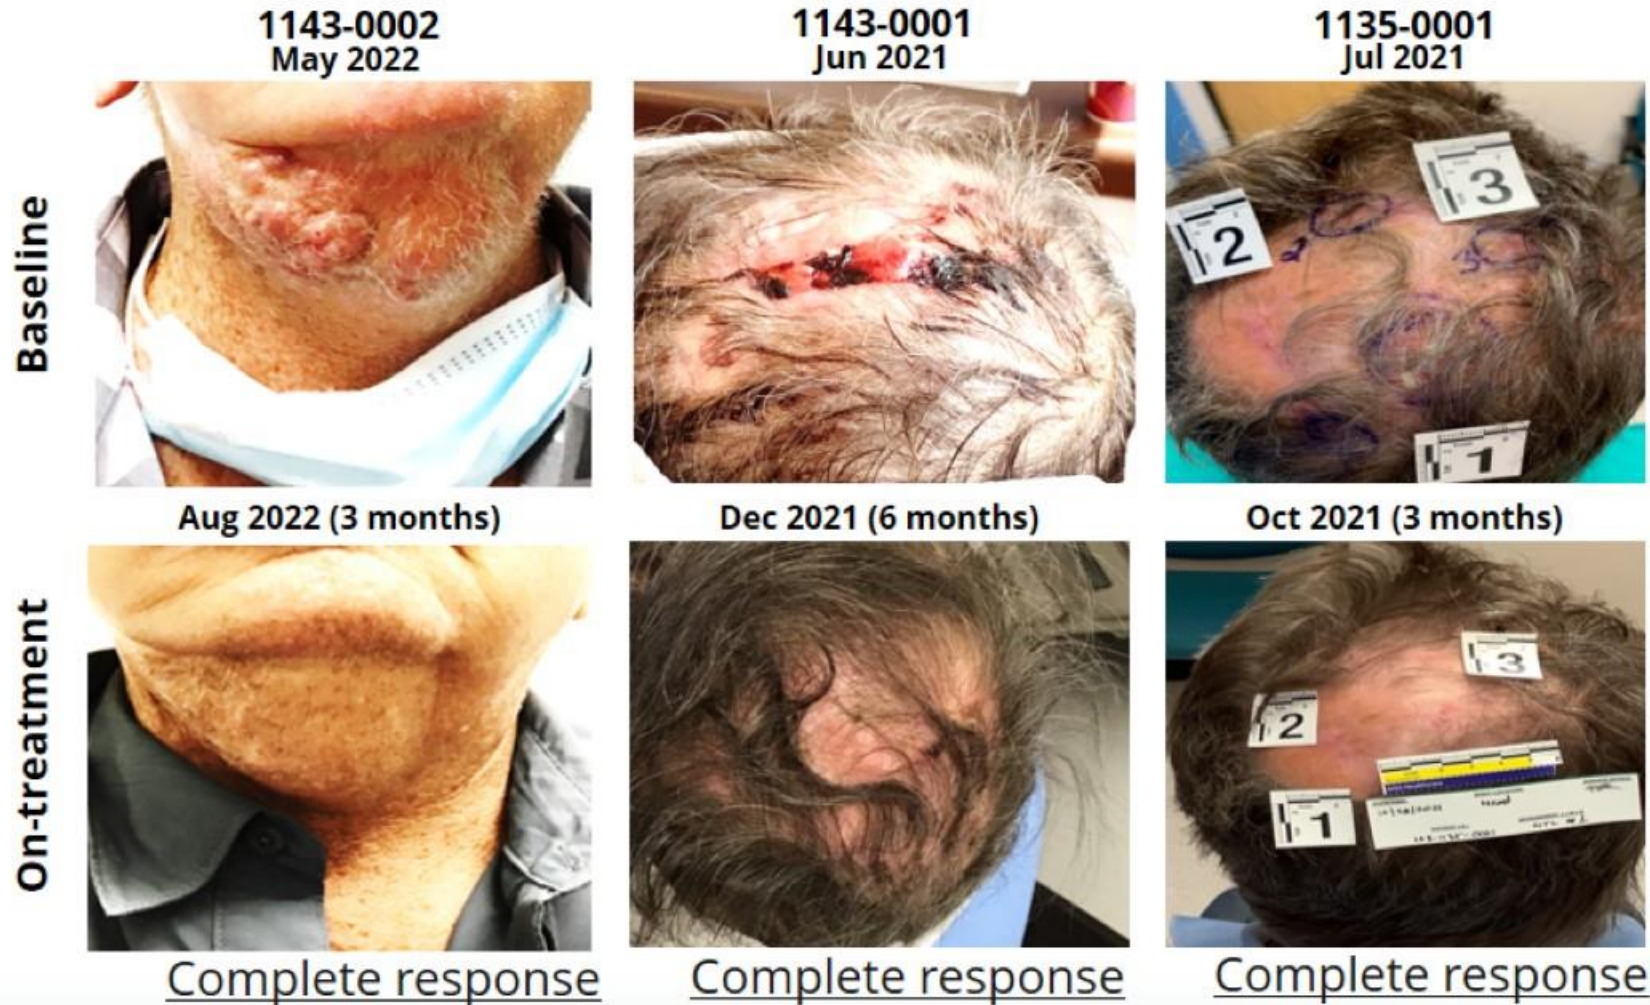 1143-0002
May 2022
1143-0001
Jun 2021
1135-0001
Jul 2021
Baseline
2
3
2
3
1
Aug 2022 (3 months)
Dec 2021 (6 months)
Oct 2021 (3 months)
On-treatment
3
2
1
Complete response
Complete response
Complete response